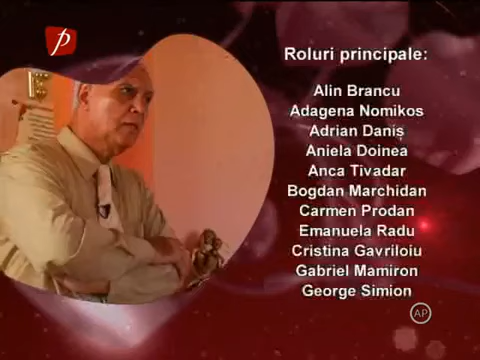 p
Roluri principale:
Alin Brancu
Adagena Nomikos
Adrian Daniș
Aniela Doinea
Anca Tivadar
Bogdan Marchidan
Carmen Prodan
Emanuela Radu
Cristina Gavriloiu
Gabriel Mamiron
George Simion
AP